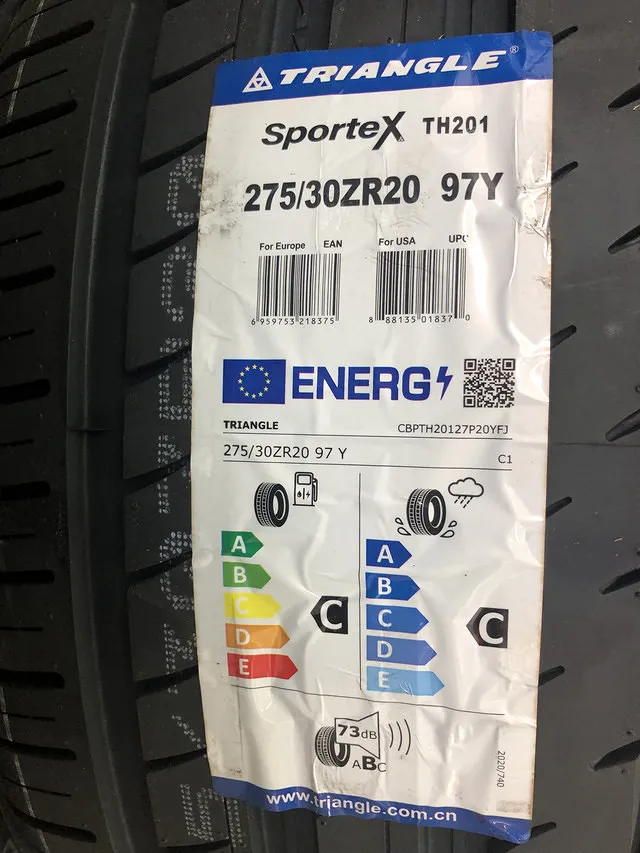 TRIANGLE®
SporteX TH201
275/30ZR20 97Y
For Europe EAN For USA UPC
6 959753 218375 8 88135 01837 0
ENERG
TRIANGLE CBPTH20127P20YFJ
275/30ZR20 97 Y C1
A A
B B
C C C C
D D
E E
73dB
ABC
2020/740
www.triangle.com.cn